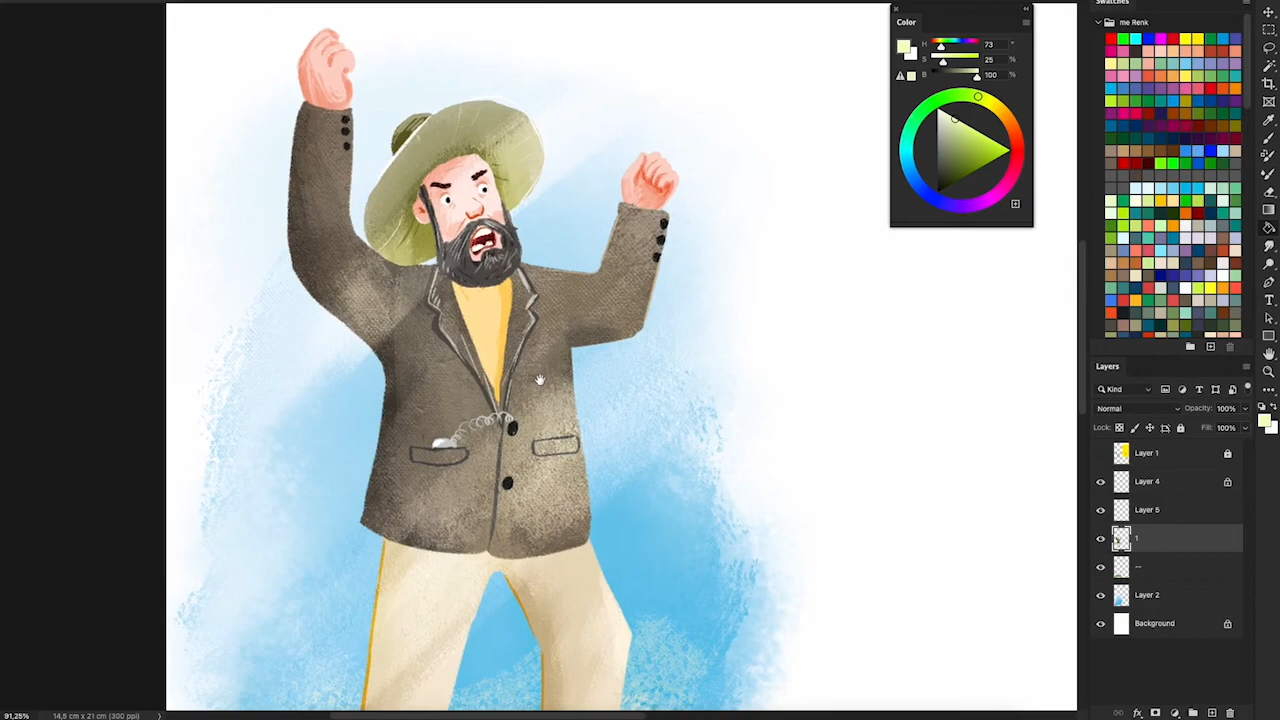 Swatches
Color
me Renk
H 73 °
S 25 %
B 100 %
Layers
Kind
Normal Opacity: 100%
Lock: Fill: 100%
Layer 1
Layer 4
Layer 5
1
--
Layer 2
Background
91,25% 14,5 cm x 21 cm (300 ppi)